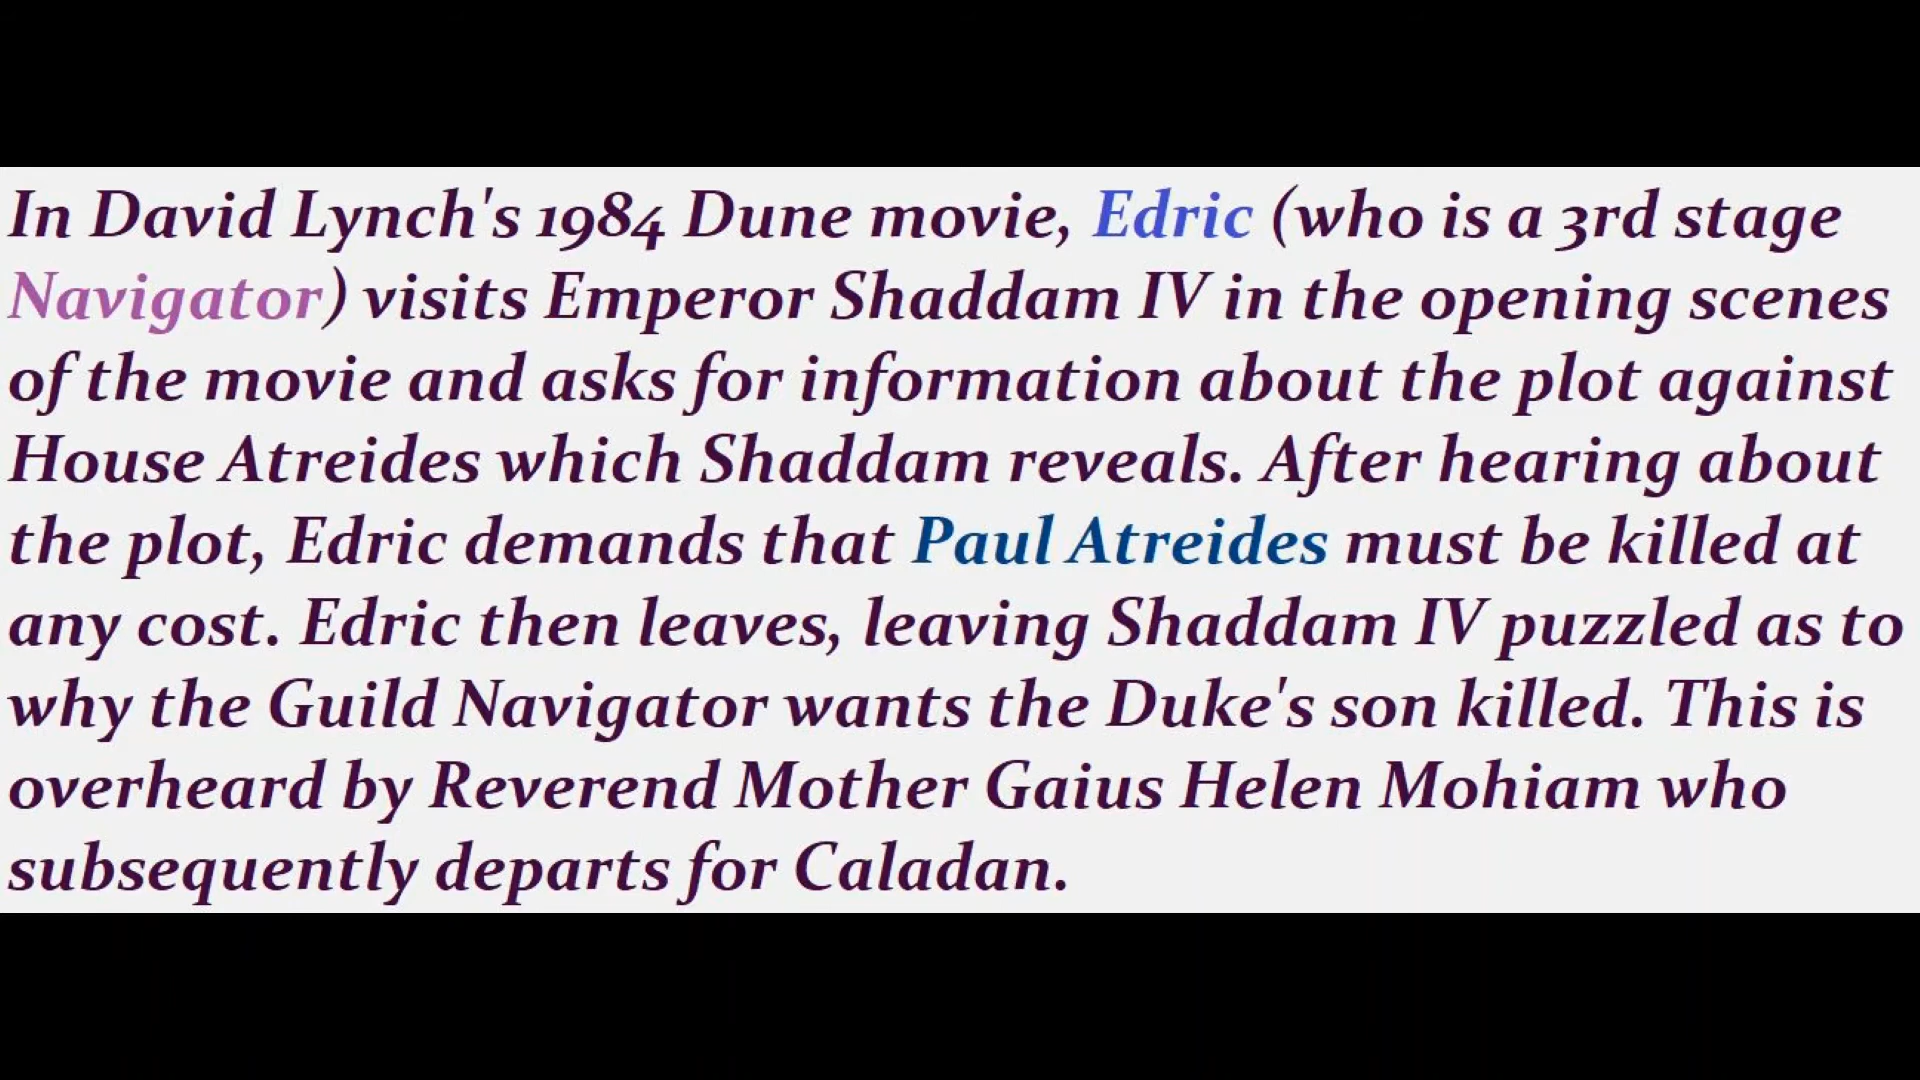 In David Lynch's 1984 Dune movie, Edric (who is a 3rd stage
Navigator) visits Emperor Shaddam IV in the opening scenes
of the movie and asks for information about the plot against
House Atreides which Shaddam reveals. After hearing about
the plot, Edric demands that Paul Atreides must be killed at
any cost. Edric then leaves, leaving Shaddam IV puzzled as to
why the Guild Navigator wants the Duke's son killed. This is
overheard by Reverend Mother Gaius Helen Mohiam who
subsequently departs for Caladan.